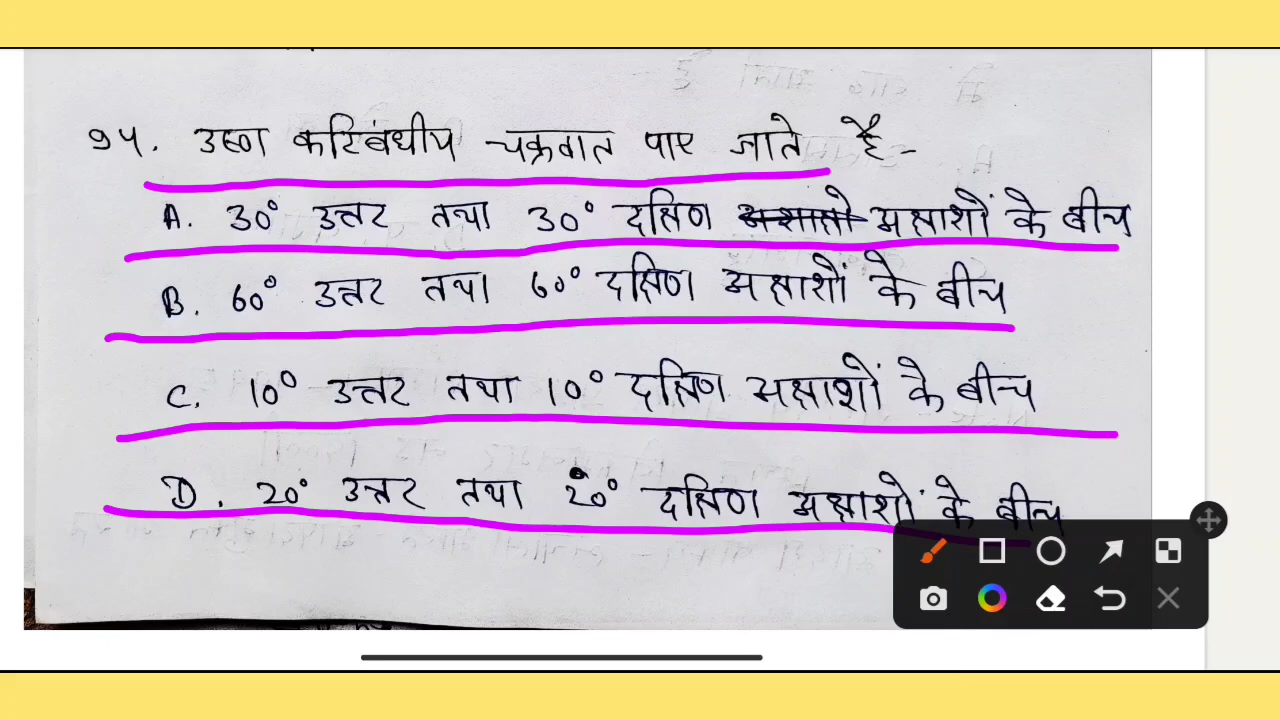 94. उष्ण कटिबंधीय चक्रवात पाए जाते है-
A. 30° उत्तर तथा 30° दक्षिण अक्षाशों के बीच
B. 60° उत्तर तथा 60° दक्षिण अक्षाशों के बीच
C. 10° उत्तर तथा 10° दक्षिण अक्षाशों के बीच
D. 20° उत्तर तथा 20° दक्षिण अक्षाशों के बीच